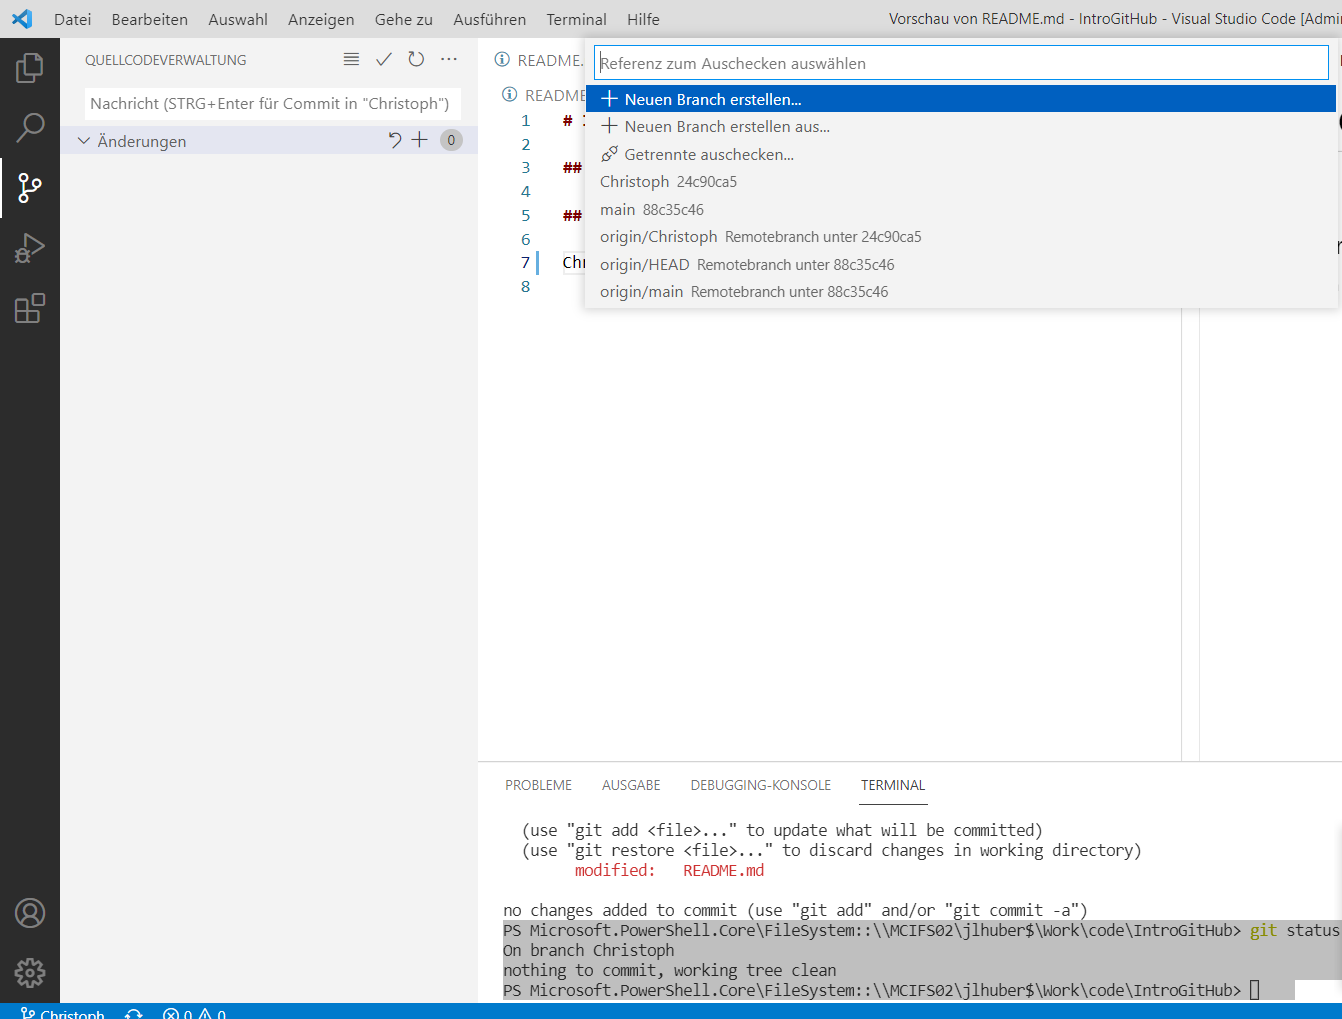 Datei Bearbeiten Auswahl Anzeigen Gehe zu Ausführen Terminal Hilfe Vorschau von README.md - IntroGitHub - Visual Studio Code [Admi
QUELLCODEVERWALTUNG
Nachricht (STRG+Enter für Commit in "Christoph")
Änderungen 0
README.
README
1 #
2
3 ##
4
5 ##
6
7 Chr
8
Referenz zum Auschecken auswählen
Neuen Branch erstellen...
Neuen Branch erstellen aus...
Getrennte auschecken...
Christoph 24c90ca5
main 88c35c46
origin/Christoph Remotebranch unter 24c90ca5
origin/HEAD Remotebranch unter 88c35c46
origin/main Remotebranch unter 88c35c46
PROBLEME AUSGABE DEBUGGING-KONSOLE TERMINAL
(use "git add <file>..." to update what will be committed)
(use "git restore <file>..." to discard changes in working directory)
modified: README.md
no changes added to commit (use "git add" and/or "git commit -a")
PS Microsoft.PowerShell.Core\FileSystem::\\MCIFS02\jlhuber$\Work\code\IntroGitHub> git status
On branch Christoph
nothing to commit, working tree clean
PS Microsoft.PowerShell.Core\FileSystem::\\MCIFS02\jlhuber$\Work\code\IntroGitHub>
Christoph 0 0